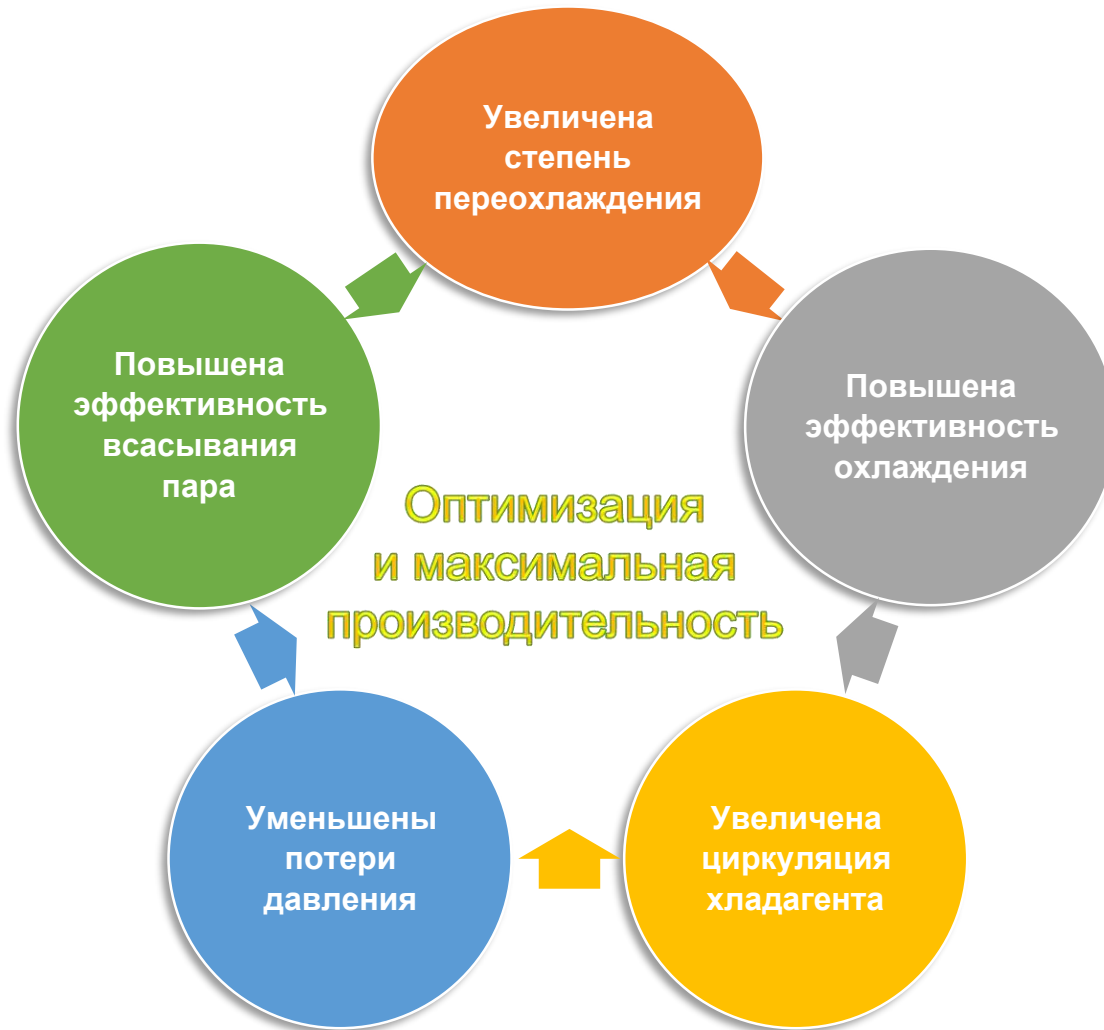 Увеличена
степень
переохлаждения
Повышена
эффективность
всасывания
пара
Повышена
эффективность
охлаждения
Оптимизация
и максимальная
производительность
Уменьшены
потери
давления
Увеличена
циркуляция
хладагента